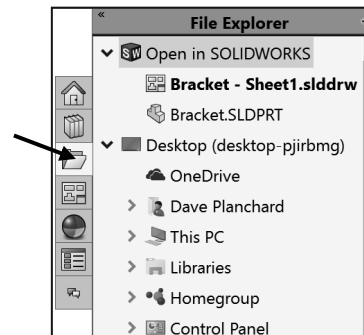 File Explorer
Open in SOLIDWORKS
Bracket - Sheet1.slddrw
Bracket.SLDPRT
Desktop (desktop-pjirbmg)
OneDrive
Dave Planchard
This PC
Libraries
Homegroup
Control Panel